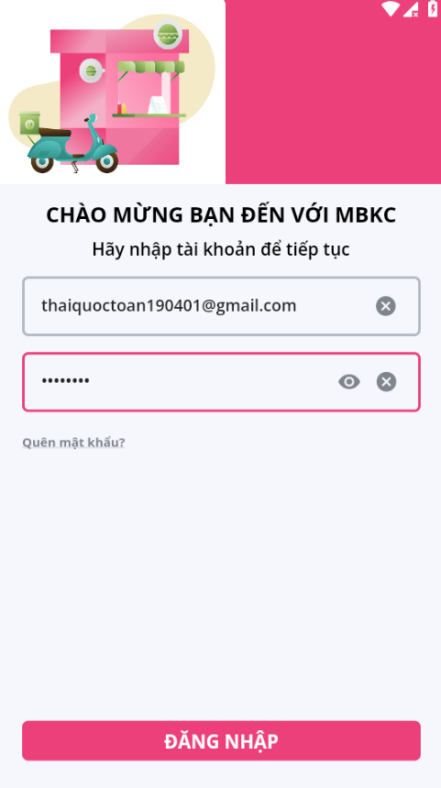 CHÀO MỪNG BẠN ĐẾN VỚI MBKC
Hãy nhập tài khoản để tiếp tục
thaiquoctoan190401@gmail.com
••••••••
Quên mật khẩu?
ĐĂNG NHẬP